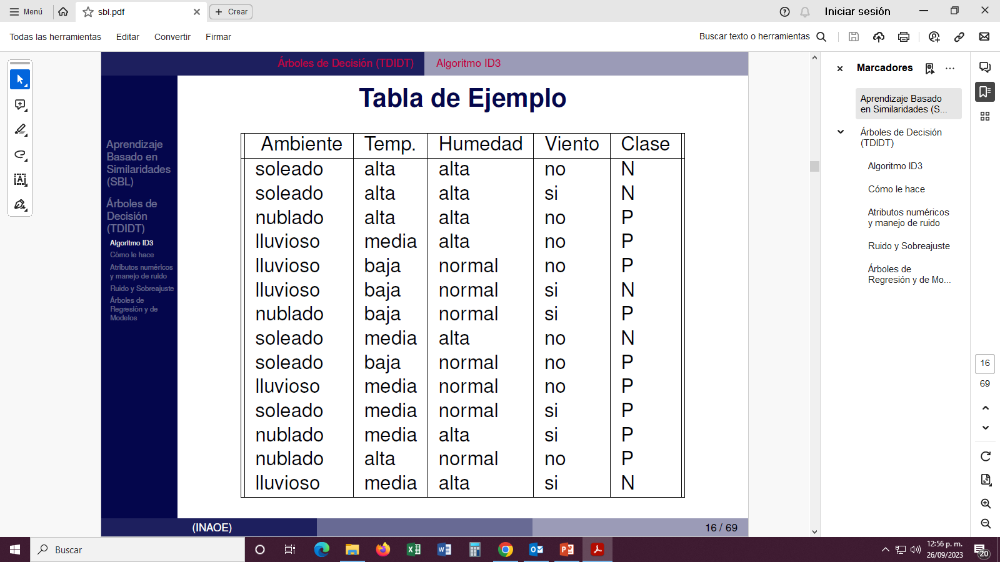 Menú
sbl.pdf
Crear
Iniciar sesión
Todas las herramientas Editar Convertir Firmar
Buscar texto o herramientas
Árboles de Decisión (TDIDT) Algoritmo ID3
Aprendizaje
Basado en
Similaridades
(SBL)
Árboles de
Decisión
(TDIDT)
Algoritmo ID3
Cómo le hace
Atributos numéricos
y manejo de ruido
Ruido y Sobreajuste
Árboles de
Regresión y de
Modelos
Tabla de Ejemplo
Ambiente Temp. Humedad Viento Clase
soleado alta alta no N
soleado alta alta si N
nublado alta alta no P
lluvioso media alta no P
lluvioso baja normal no P
lluvioso baja normal si N
nublado baja normal si P
soleado media alta no N
soleado baja normal no P
lluvioso media normal no P
soleado media normal si P
nublado media alta si P
nublado alta normal no P
lluvioso media alta si N
(INAOE) 16 / 69
Marcadores
Aprendizaje Basado
en Similaridades (S...
Árboles de Decisión
(TDIDT)
Algoritmo ID3
Cómo le hace
Atributos numéricos
y manejo de ruido
Ruido y Sobreajuste
Árboles de
Regresión y de Mo...
16
69
Buscar
12:56 p. m.
26/09/2023
20